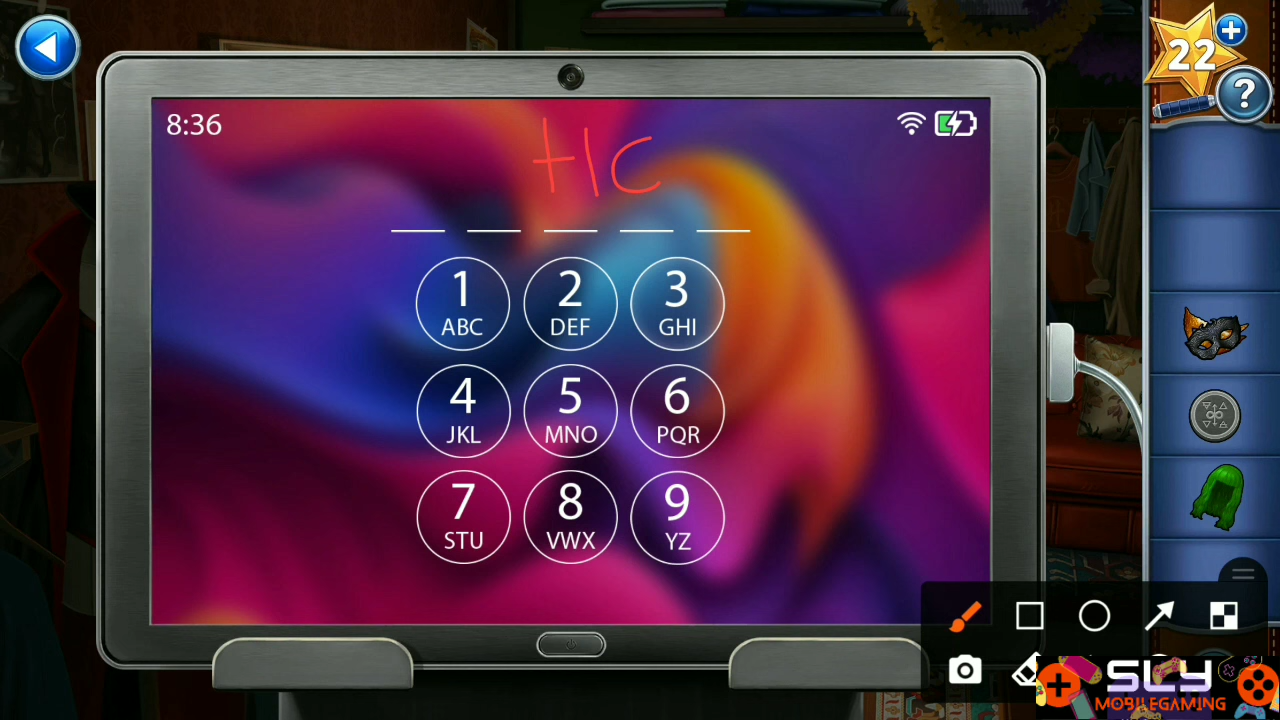 22
8:36
tlc
1 2 3
ABC DEF GHI
4 5 6
JKL MNO PQR
7 8 9
STU VWX YZ
SLY
MOBILEGAMING